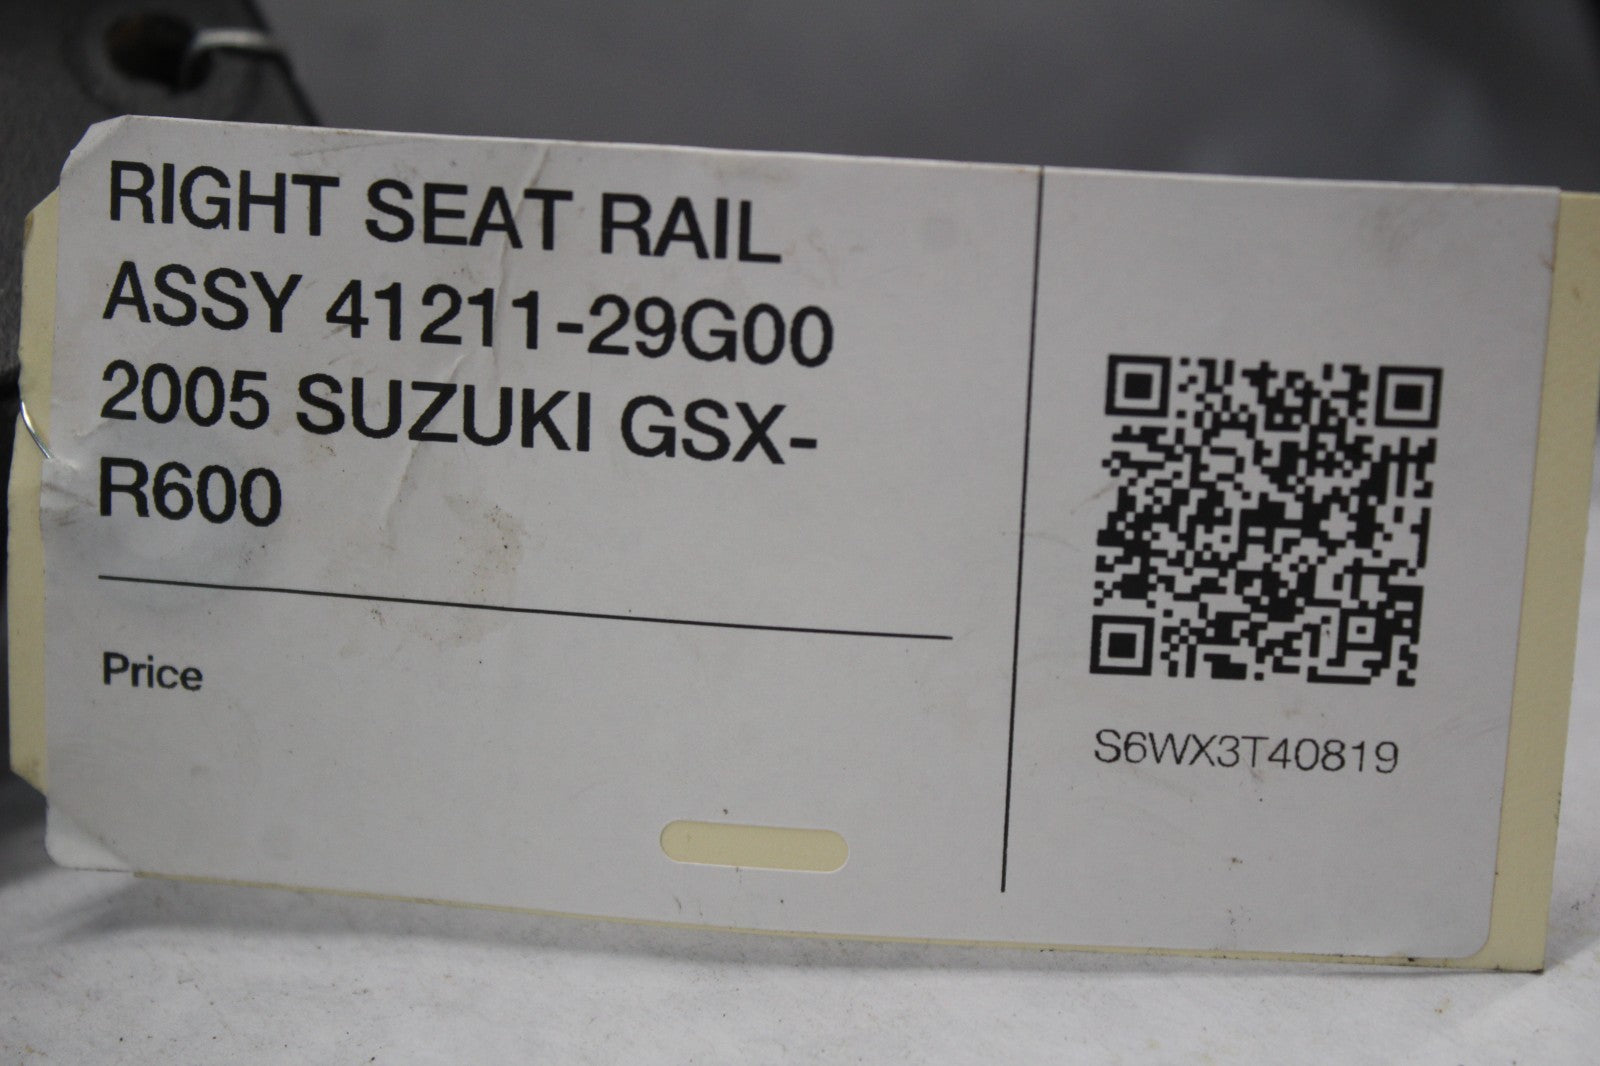 RIGHT SEAT RAIL
ASSY 41211-29G00
2005 SUZUKI GSX-
R600
Price
S6WX3T40819